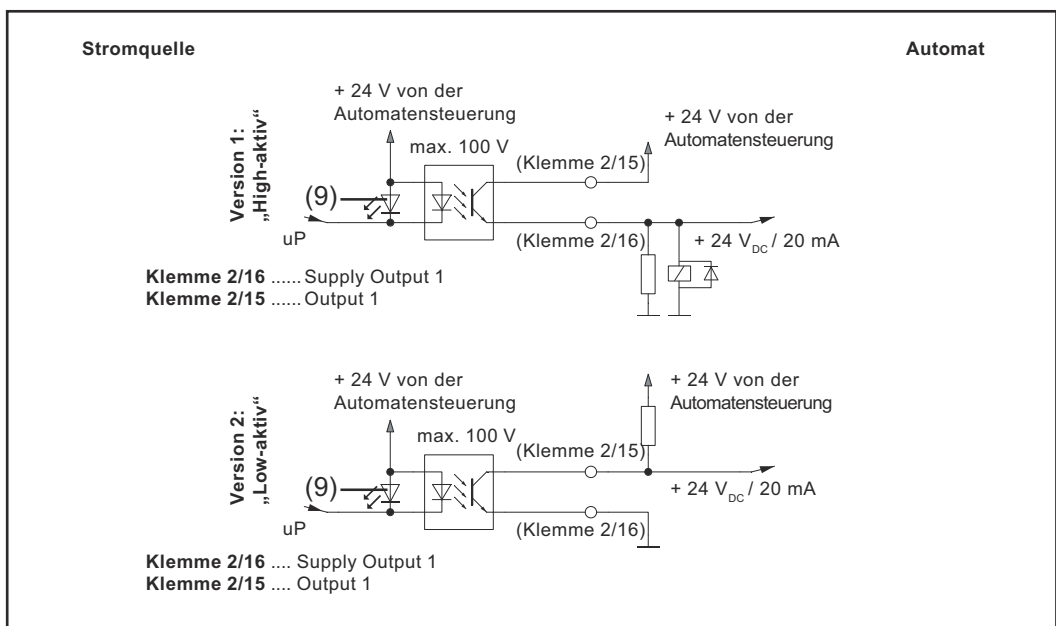 Stromquelle
Automat
Version 1:
„High-aktiv“
+ 24 V von der
Automatensteuerung
max. 100 V
+ 24 V von der
Automatensteuerung
(Klemme 2/15)
(9)
uP
(Klemme 2/16)
+ 24 V_DC / 20 mA
Klemme 2/16 ...... Supply Output 1
Klemme 2/15 ...... Output 1
Version 2:
„Low-aktiv“
+ 24 V von der
Automatensteuerung
max. 100 V
+ 24 V von der
Automatensteuerung
(Klemme 2/15)
(9)
uP
+ 24 V_DC / 20 mA
(Klemme 2/16)
Klemme 2/16 .... Supply Output 1
Klemme 2/15 .... Output 1